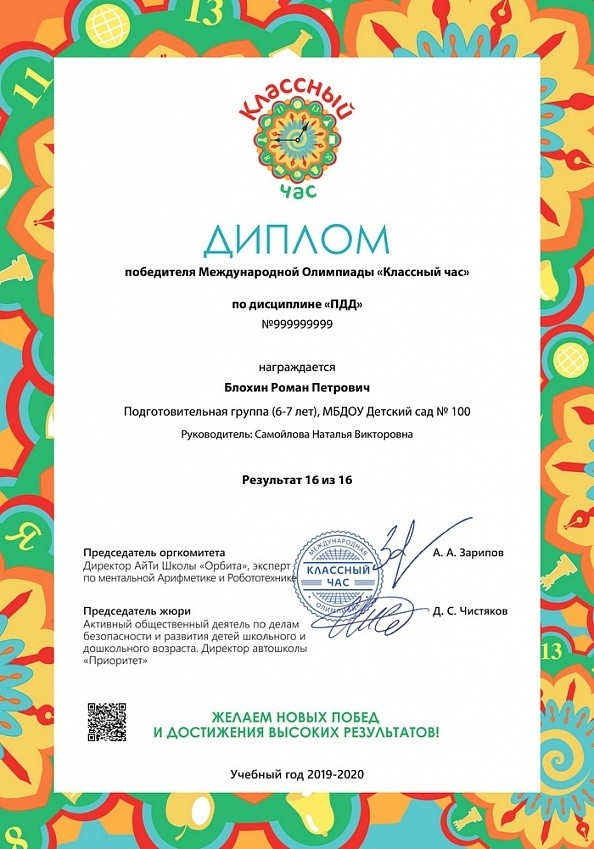 Классный
час
ДИПЛОМ
победителя Международной Олимпиады «Классный час»
по дисциплине «ПДД»
№999999999
награждается
Блохин Роман Петрович
Подготовительная группа (6-7 лет), МБДОУ Детский сад № 100
Руководитель: Самойлова Наталья Викторовна
Результат 16 из 16
Председатель оргкомитета
Директор АйТи Школы «Орбита», эксперт
по ментальной Арифметике и Робототехнике
А. А. Зарипов
МЕЖДУНАРОДНАЯ
КЛАССНЫЙ
ЧАС
ОЛИМПИАДА
Председатель жюри
Активный общественный деятель по делам
безопасности и развития детей школьного и
дошкольного возраста. Директор автошколы
«Приоритет»
Д. С. Чистяков
ЖЕЛАЕМ НОВЫХ ПОБЕД
И ДОСТИЖЕНИЯ ВЫСОКИХ РЕЗУЛЬТАТОВ!
Учебный год 2019-2020
13
11
13
8